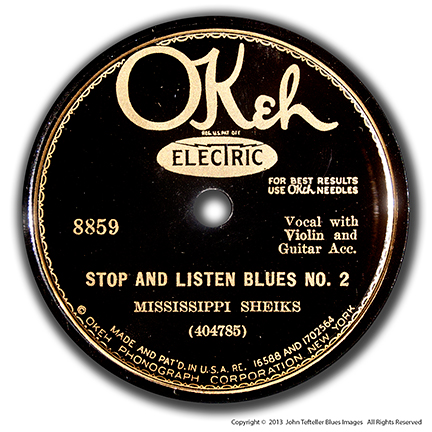 OKeh
REG. U.S. PAT. OFF.
ELECTRIC
FOR BEST RESULTS
USE OKeh NEEDLES
8859
Vocal with
Violin and
Guitar Acc.
STOP AND LISTEN BLUES NO. 2
MISSISSIPPI SHEIKS
(404785)
MADE AND PAT'D. IN U.S.A. RE. 16588 AND 1702564
© OKEH PHONOGRAPH CORPORATION, NEW YORK
Copyright © 2013 John Tefteller Blues Images All Rights Reserved